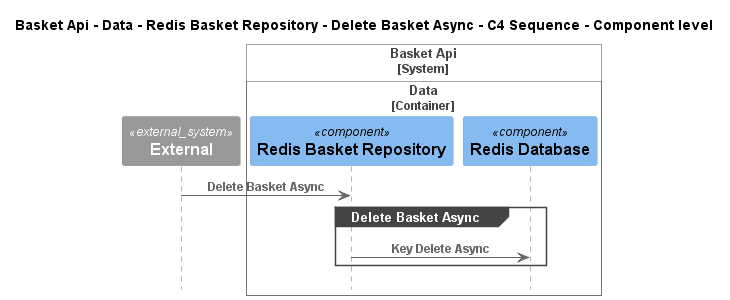 Basket Api - Data - Redis Basket Repository - Delete Basket Async - C4 Sequence - Component level
Basket Api
[System]
Data
[Container]
«external_system»
External
«component»
Redis Basket Repository
«component»
Redis Database
Delete Basket Async
Delete Basket Async
Key Delete Async